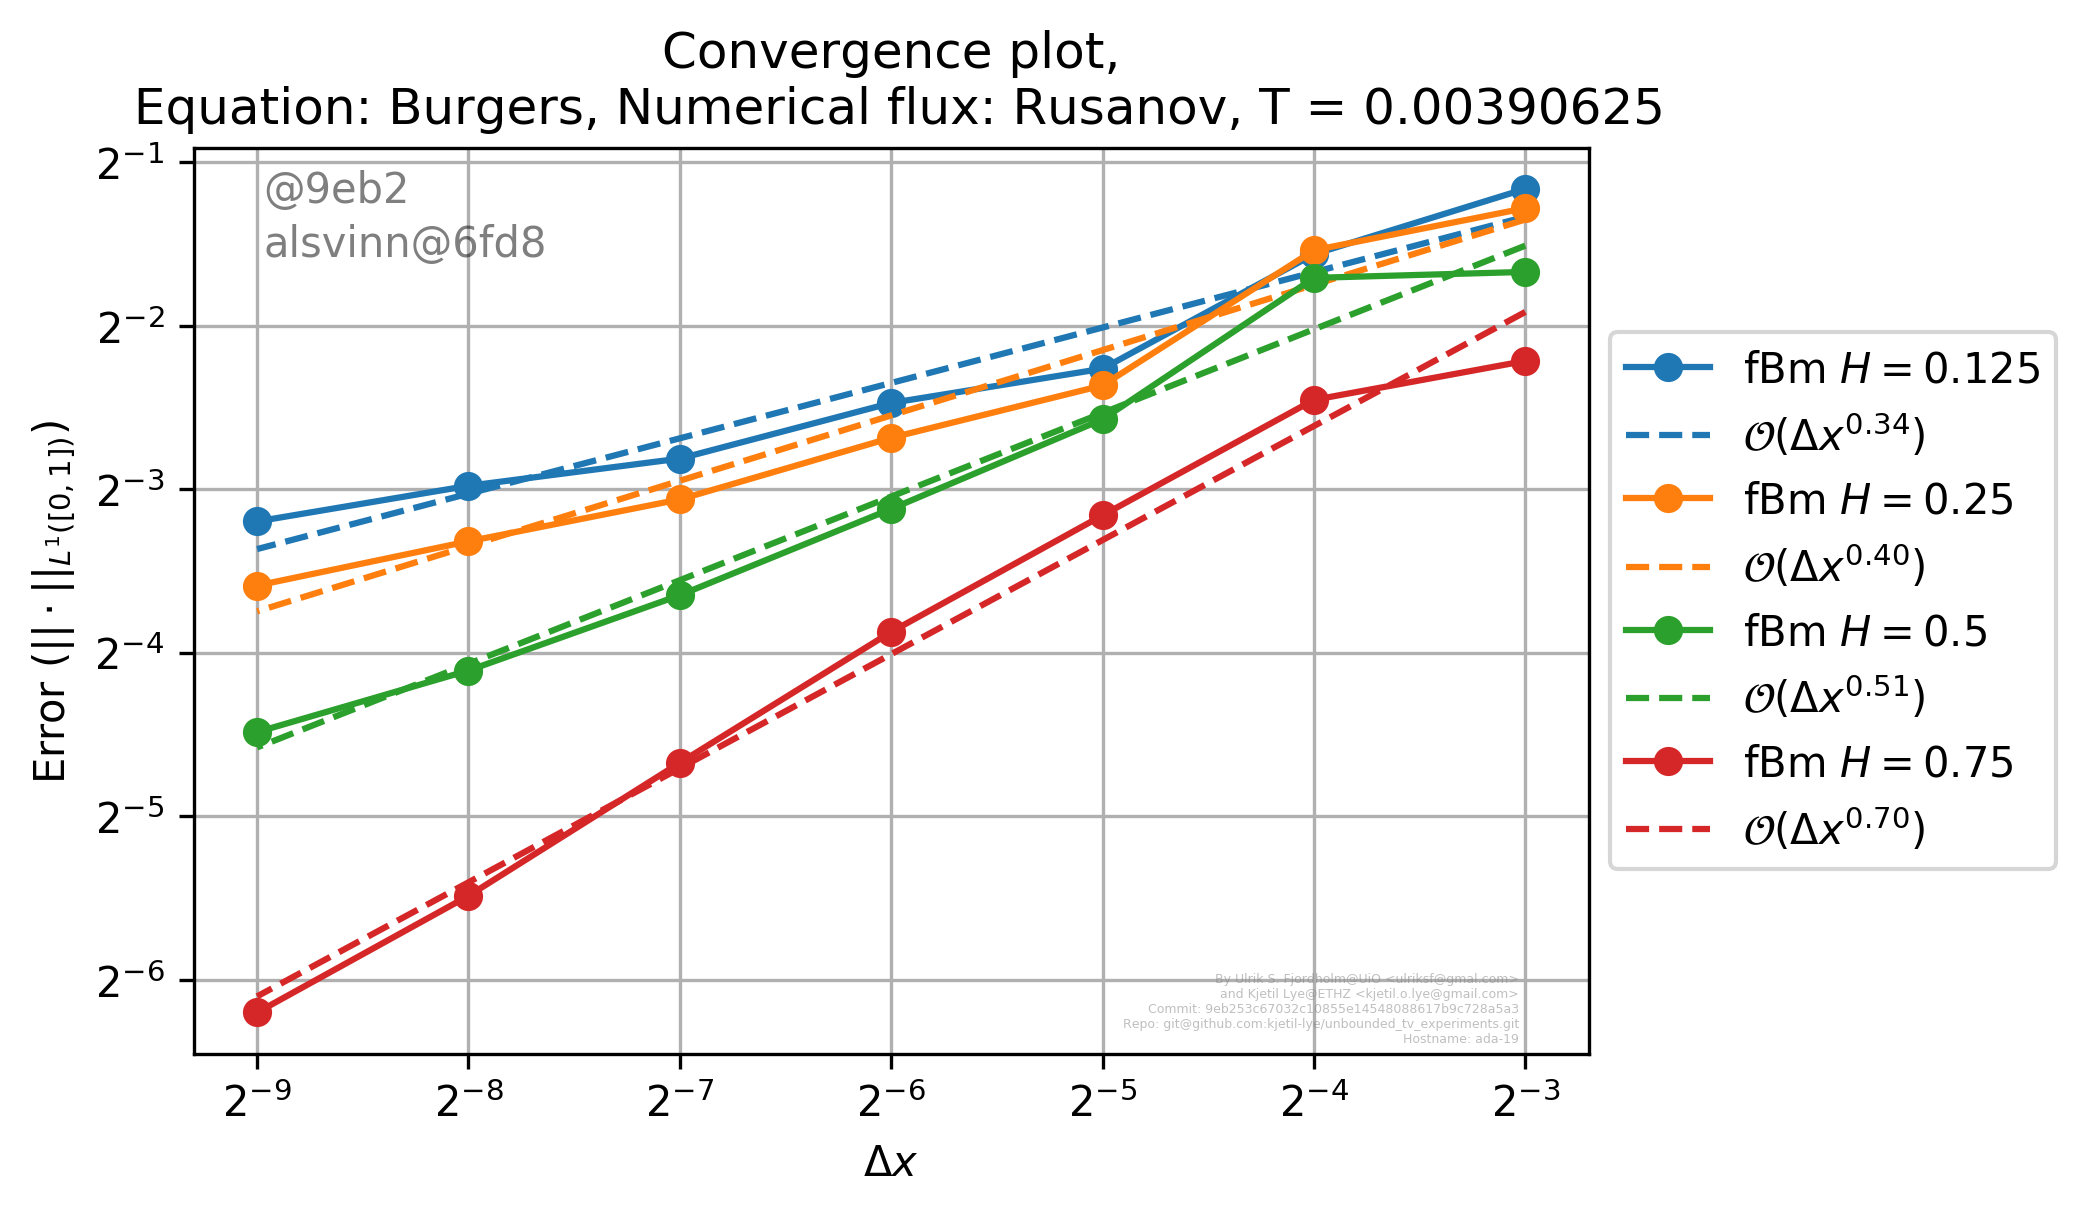 Convergence plot,
Equation: Burgers, Numerical flux: Rusanov, T = 0.00390625
@9eb2
alsvinn@6fd8
Error (|| · ||_{L^1([0, 1])})
2^{-1}
2^{-2}
2^{-3}
2^{-4}
2^{-5}
2^{-6}
2^{-9} 2^{-8} 2^{-7} 2^{-6} 2^{-5} 2^{-4} 2^{-3}
Δx
fBm H = 0.125
𝒪(Δx^{0.34})
fBm H = 0.25
𝒪(Δx^{0.40})
fBm H = 0.5
𝒪(Δx^{0.51})
fBm H = 0.75
𝒪(Δx^{0.70})
By Ulrik S. Fjordholm@UiO <ulriksf@gmal.com>
and Kjetil Lye@ETHZ <kjetil.o.lye@gmail.com>
Commit: 9eb253c67032c10855e14548088617b9c728a5a3
Repo: git@github.com:kjetil-lye/unbounded_tv_experiments.git
Hostname: ada-19